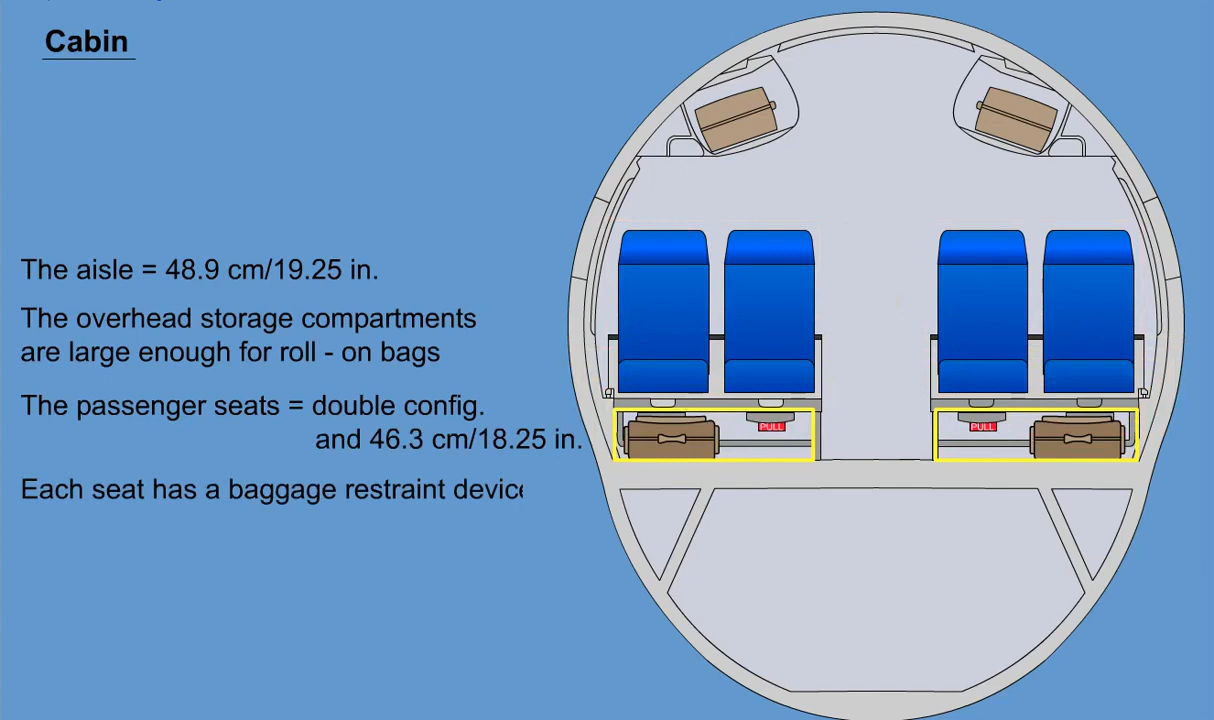 Cabin
The aisle = 48.9 cm/19.25 in.
The overhead storage compartments
are large enough for roll - on bags
The passenger seats = double config.
and 46.3 cm/18.25 in.
Each seat has a baggage restraint device
PULL
PULL